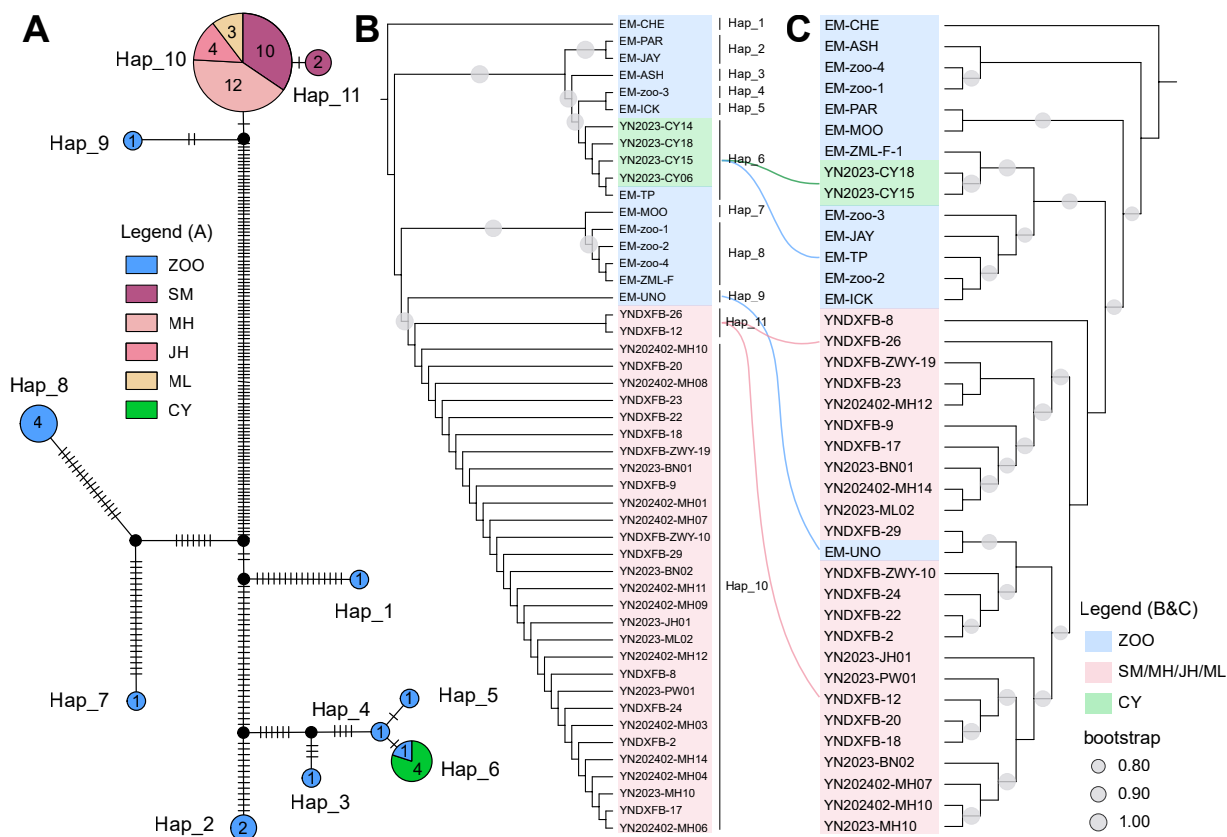 A
Hap_10
3
4
10
12
2
Hap_11
Hap_9
1
Legend (A)
ZOO
SM
MH
JH
ML
CY
Hap_8
4
1
Hap_1
Hap_7
1
Hap_4
1
Hap_5
1
1
4
Hap_6
1
Hap_3
Hap_2
2
B
EM-CHE
EM-PAR
EM-JAY
EM-ASH
EM-zoo-3
EM-ICK
YN2023-CY14
YN2023-CY18
YN2023-CY15
YN2023-CY06
EM-TP
EM-MOO
EM-zoo-1
EM-zoo-2
EM-zoo-4
EM-ZML-F
EM-UNO
YNDXFB-26
YNDXFB-12
YN202402-MH10
YNDXFB-20
YN202402-MH08
YNDXFB-23
YNDXFB-22
YNDXFB-18
YNDXFB-ZWY-19
YN2023-BN01
YNDXFB-9
YN202402-MH01
YN202402-MH07
YNDXFB-ZWY-10
YNDXFB-29
YN2023-BN02
YN202402-MH11
YN202402-MH09
YN2023-JH01
YN2023-ML02
YN202402-MH12
YNDXFB-8
YN2023-PW01
YNDXFB-24
YN202402-MH03
YNDXFB-2
YN202402-MH14
YN202402-MH04
YN2023-MH10
YNDXFB-17
YN202402-MH06
Hap_1
Hap_2
Hap_3
Hap_4
Hap_5
Hap_6
Hap_7
Hap_8
Hap_9
Hap_11
Hap_10
C
EM-CHE
EM-ASH
EM-zoo-4
EM-zoo-1
EM-PAR
EM-MOO
EM-ZML-F-1
YN2023-CY18
YN2023-CY15
EM-zoo-3
EM-JAY
EM-TP
EM-zoo-2
EM-ICK
YNDXFB-8
YNDXFB-26
YNDXFB-ZWY-19
YNDXFB-23
YN202402-MH12
YNDXFB-9
YNDXFB-17
YN2023-BN01
YN202402-MH14
YN2023-ML02
YNDXFB-29
EM-UNO
YNDXFB-ZWY-10
YNDXFB-24
YNDXFB-22
YNDXFB-2
YN2023-JH01
YN2023-PW01
YNDXFB-12
YNDXFB-20
YNDXFB-18
YN2023-BN02
YN202402-MH07
YN202402-MH10
YN2023-MH10
Legend (B&C)
ZOO
SM/MH/JH/ML
CY
bootstrap
0.80
0.90
1.00